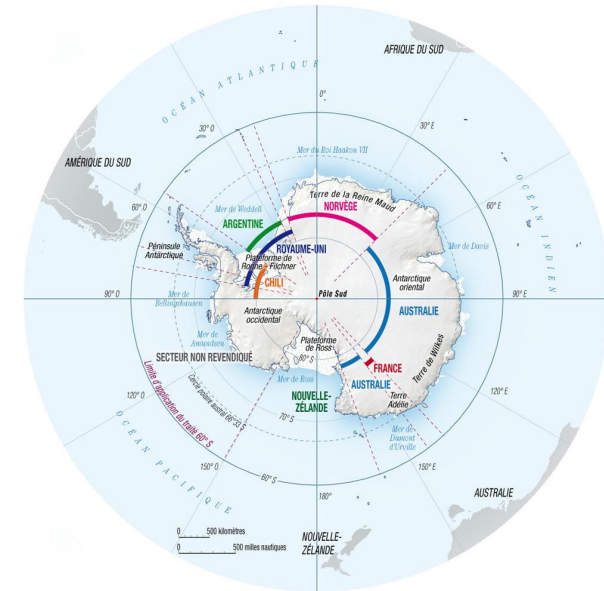 AFRIQUE DU SUD
OCÉAN ATLANTIQUE
0°
30° O
30° E
Mer du Roi Haakon VII
AMÉRIQUE DU SUD
60° O
60° E
OCÉAN INDIEN
Terre de la Reine Maud
NORVÈGE
Mer de Weddell
ARGENTINE
ROYAUME-UNI
Mer de Davis
Péninsule
Antarctique
Plateforme de
Ronne - Filchner
CHILI
Antarctique
oriental
90° O
Mer de
Bellingshausen
Pôle Sud
90° E
Antarctique
occidental
AUSTRALIE
Mer de
Amundsen
Plateforme
de Ross
80° S
SECTEUR NON REVENDIQUÉ
Terre de Wilkes
FRANCE
Mer de Ross
AUSTRALIE
Limite d'application du traité 60° S
Cercle polaire austral 66° 33' S
NOUVELLE-
ZÉLANDE
Terre
Adélie
120° O
120° E
70° S
Mer de
Dumont
d'Urville
OCÉAN PACIFIQUE
150° O
60° S
150° E
180°
AUSTRALIE
0 500 kilomètres
0 500 milles nautiques
NOUVELLE-
ZÉLANDE